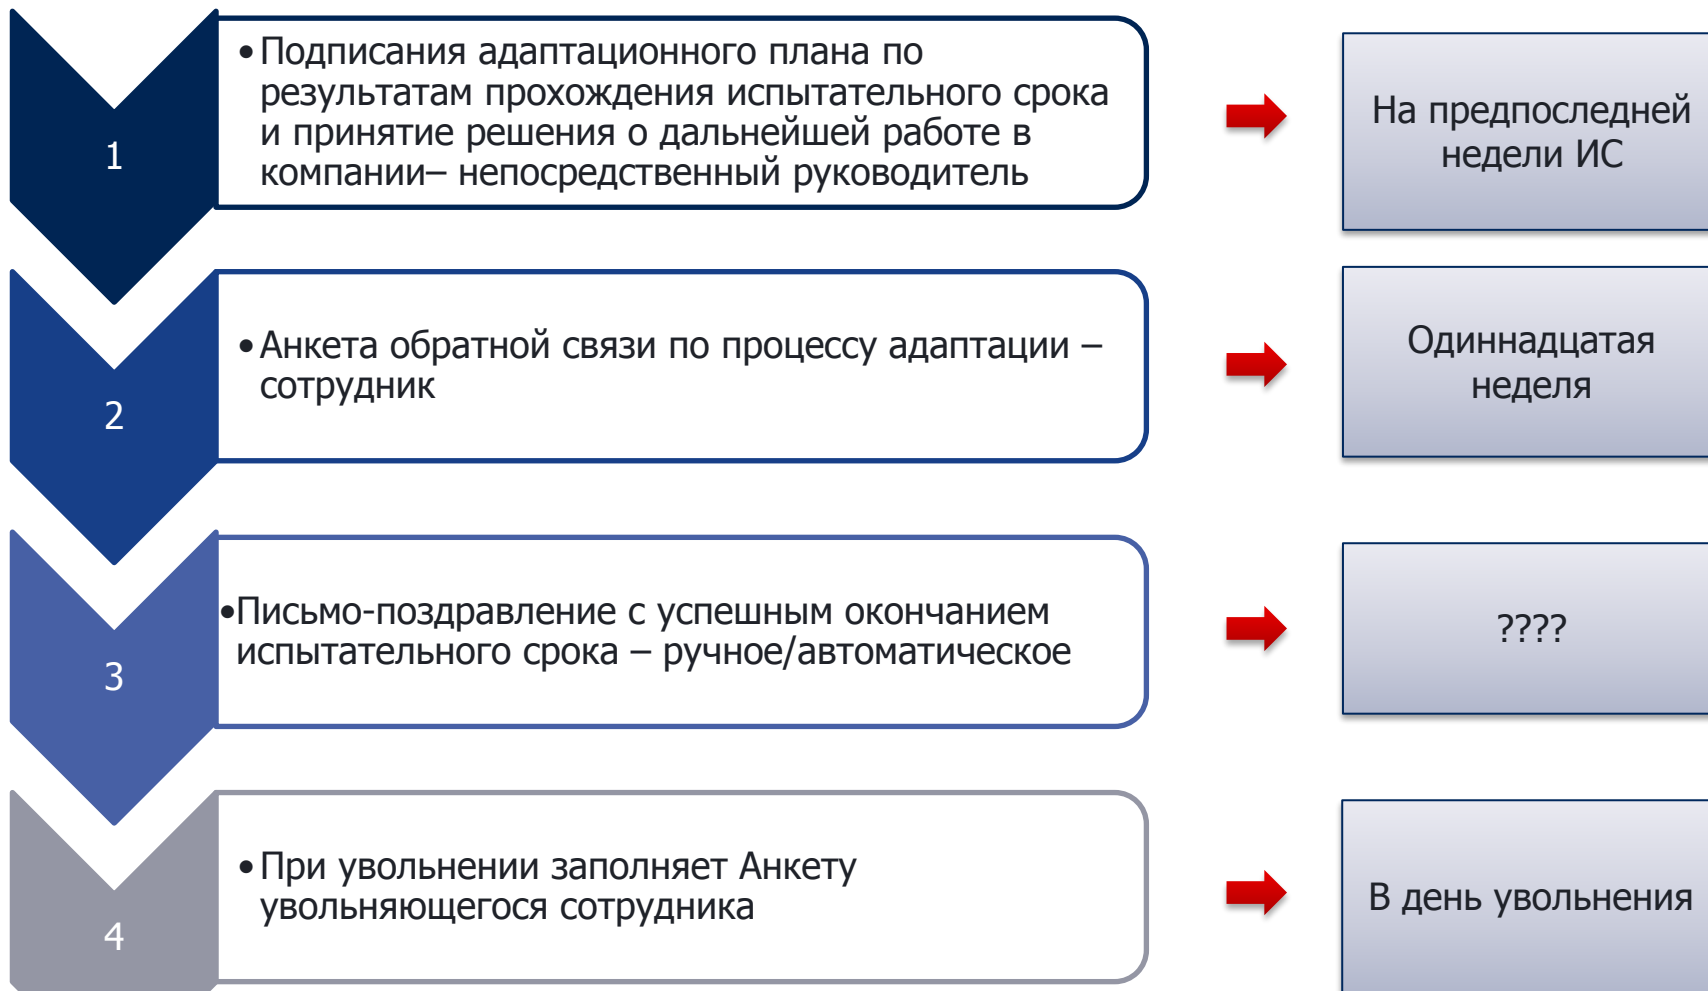 1
• Подписания адаптационного плана по
результатам прохождения испытательного срока
и принятие решения о дальнейшей работе в
компании– непосредственный руководитель
На предпоследней
недели ИС
2
• Анкета обратной связи по процессу адаптации –
сотрудник
Одиннадцатая
неделя
3
•Письмо-поздравление с успешным окончанием
испытательного срока – ручное/автоматическое
????
4
• При увольнении заполняет Анкету
увольняющегося сотрудника
В день увольнения